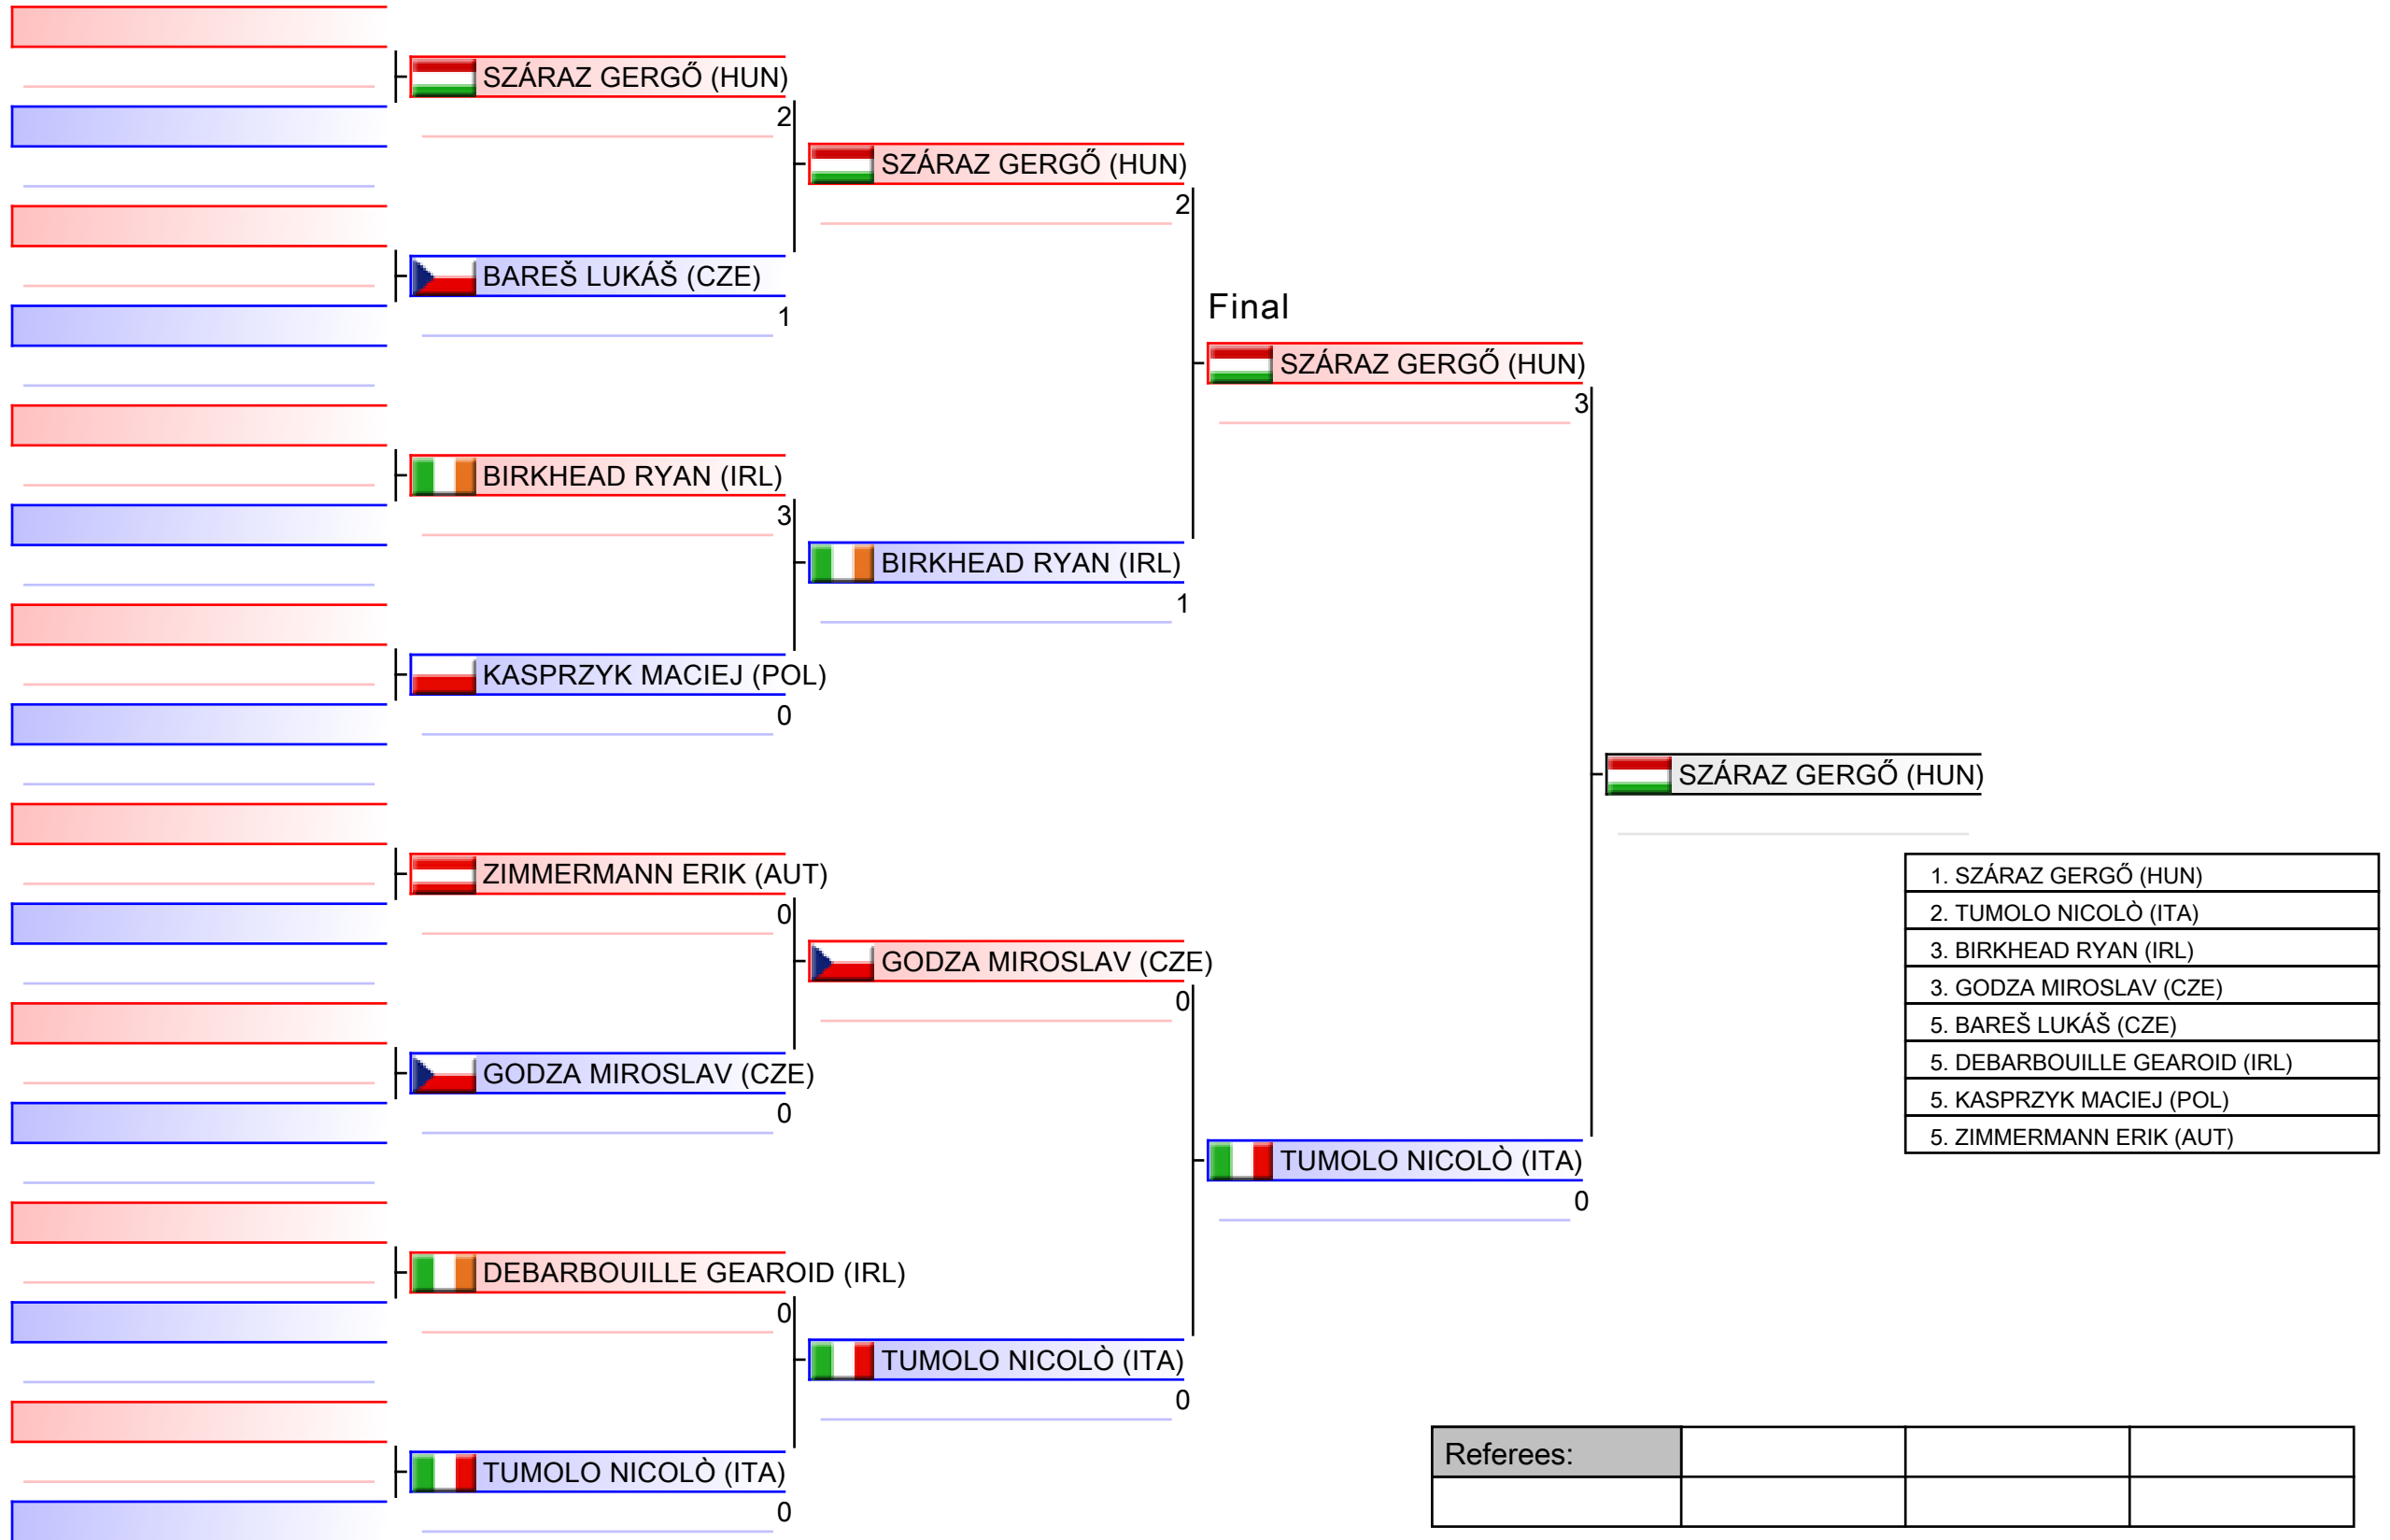 SZÁRAZ GERGŐ (HUN)
2
BAREŠ LUKÁŠ (CZE)
1
BIRKHEAD RYAN (IRL)
3
KASPRZYK MACIEJ (POL)
0
ZIMMERMANN ERIK (AUT)
0
GODZA MIROSLAV (CZE)
0
DEBARBOUILLE GEAROID (IRL)
0
TUMOLO NICOLÒ (ITA)
0
SZÁRAZ GERGŐ (HUN)
2
BIRKHEAD RYAN (IRL)
1
GODZA MIROSLAV (CZE)
0
TUMOLO NICOLÒ (ITA)
0
Final
SZÁRAZ GERGŐ (HUN)
3
TUMOLO NICOLÒ (ITA)
0
SZÁRAZ GERGŐ (HUN)
1. SZÁRAZ GERGŐ (HUN)
2. TUMOLO NICOLÒ (ITA)
3. BIRKHEAD RYAN (IRL)
3. GODZA MIROSLAV (CZE)
5. BAREŠ LUKÁŠ (CZE)
5. DEBARBOUILLE GEAROID (IRL)
5. KASPRZYK MACIEJ (POL)
5. ZIMMERMANN ERIK (AUT)
Referees: